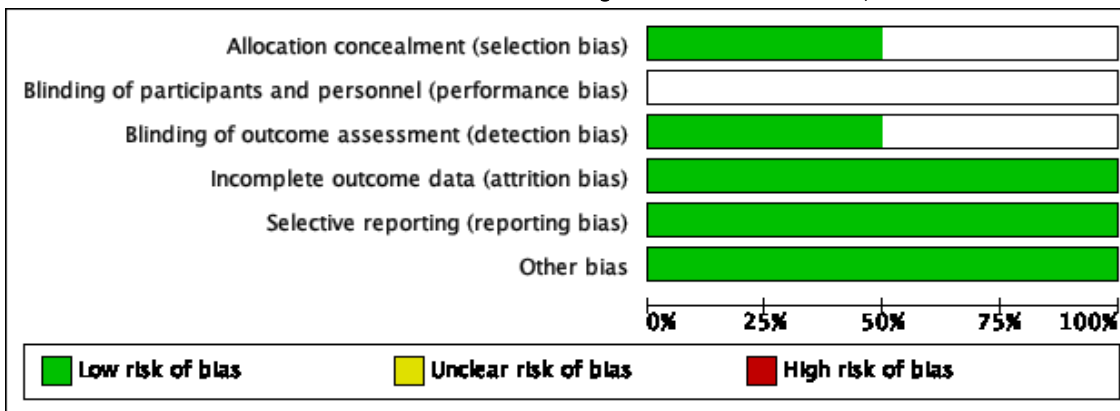 Allocation concealment (selection bias)
Blinding of participants and personnel (performance bias)
Blinding of outcome assessment (detection bias)
Incomplete outcome data (attrition bias)
Selective reporting (reporting bias)
Other bias
0% 25% 50% 75% 100%
Low risk of bias Unclear risk of bias High risk of bias